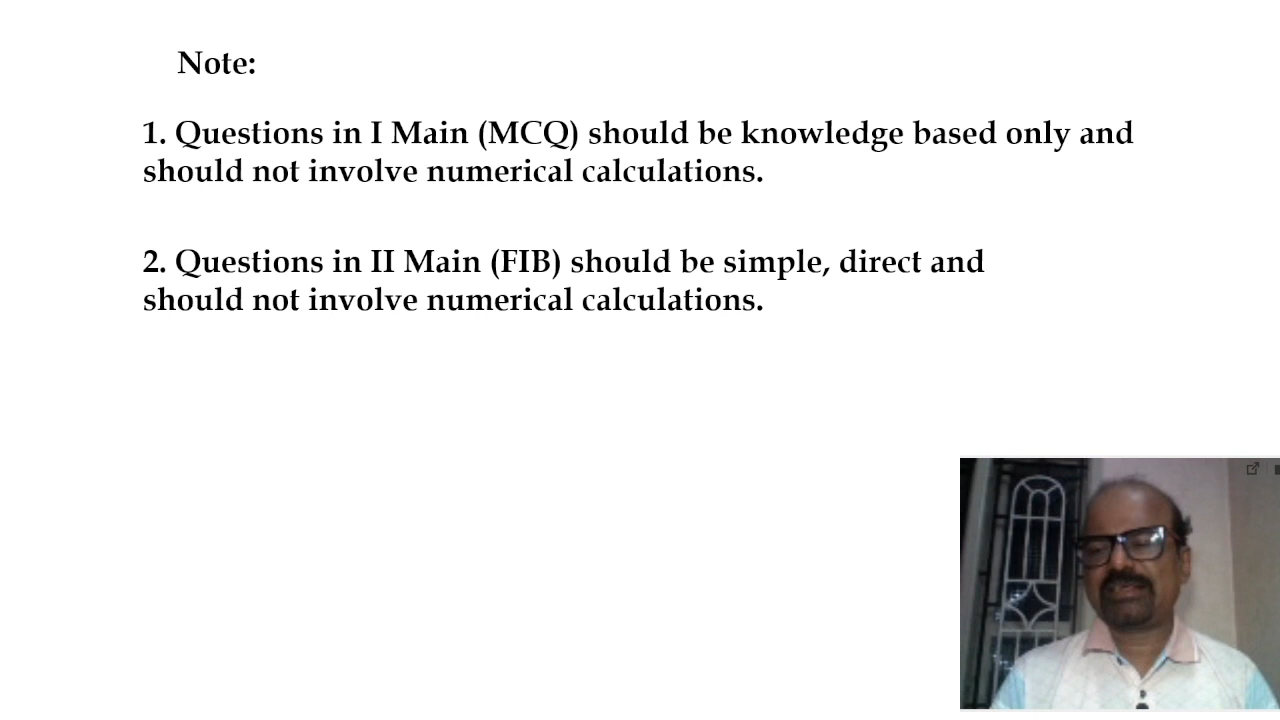 Note:
1. Questions in I Main (MCQ) should be knowledge based only and
should not involve numerical calculations.
2. Questions in II Main (FIB) should be simple, direct and
should not involve numerical calculations.